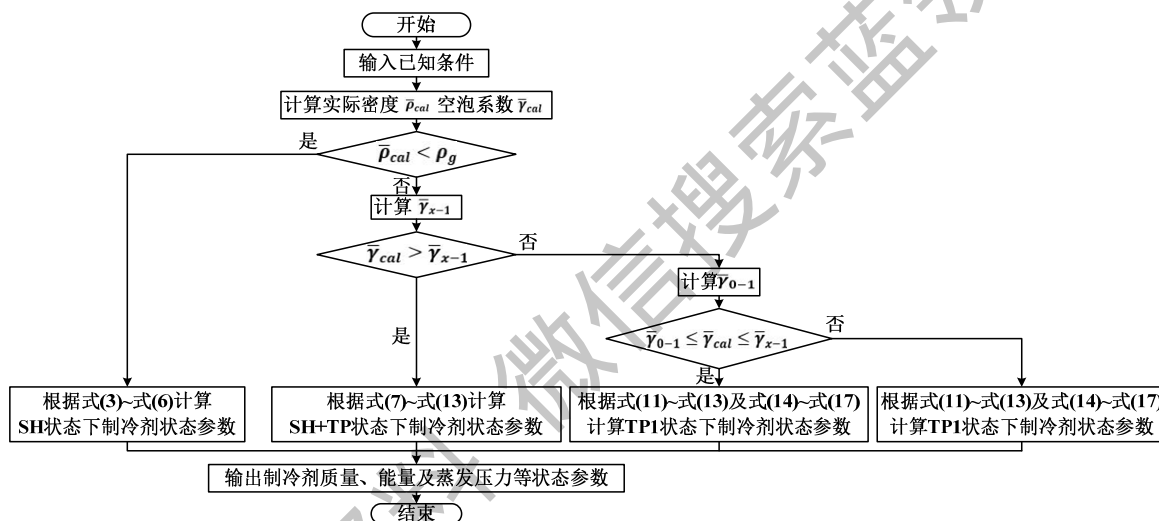 开始
输入已知条件
计算实际密度 ρ̅cal 空泡系数 γ̅cal
是
ρ̅cal < ρg
否
计算 γ̅x−1
γ̅cal > γ̅x−1
否
计算γ̅0−1
是
γ̅0−1 ≤ γ̅cal ≤ γ̅x−1
否
是
根据式(3)~式(6)计算
SH状态下制冷剂状态参数
根据式(7)~式(13)计算
SH+TP状态下制冷剂状态参数
根据式(11)~式(13)及式(14)~式(17)
计算TP1状态下制冷剂状态参数
根据式(11)~式(13)及式(14)~式(17)
计算TP1状态下制冷剂状态参数
输出制冷剂质量、能量及蒸发压力等状态参数
结束
料 微信搜索蓝